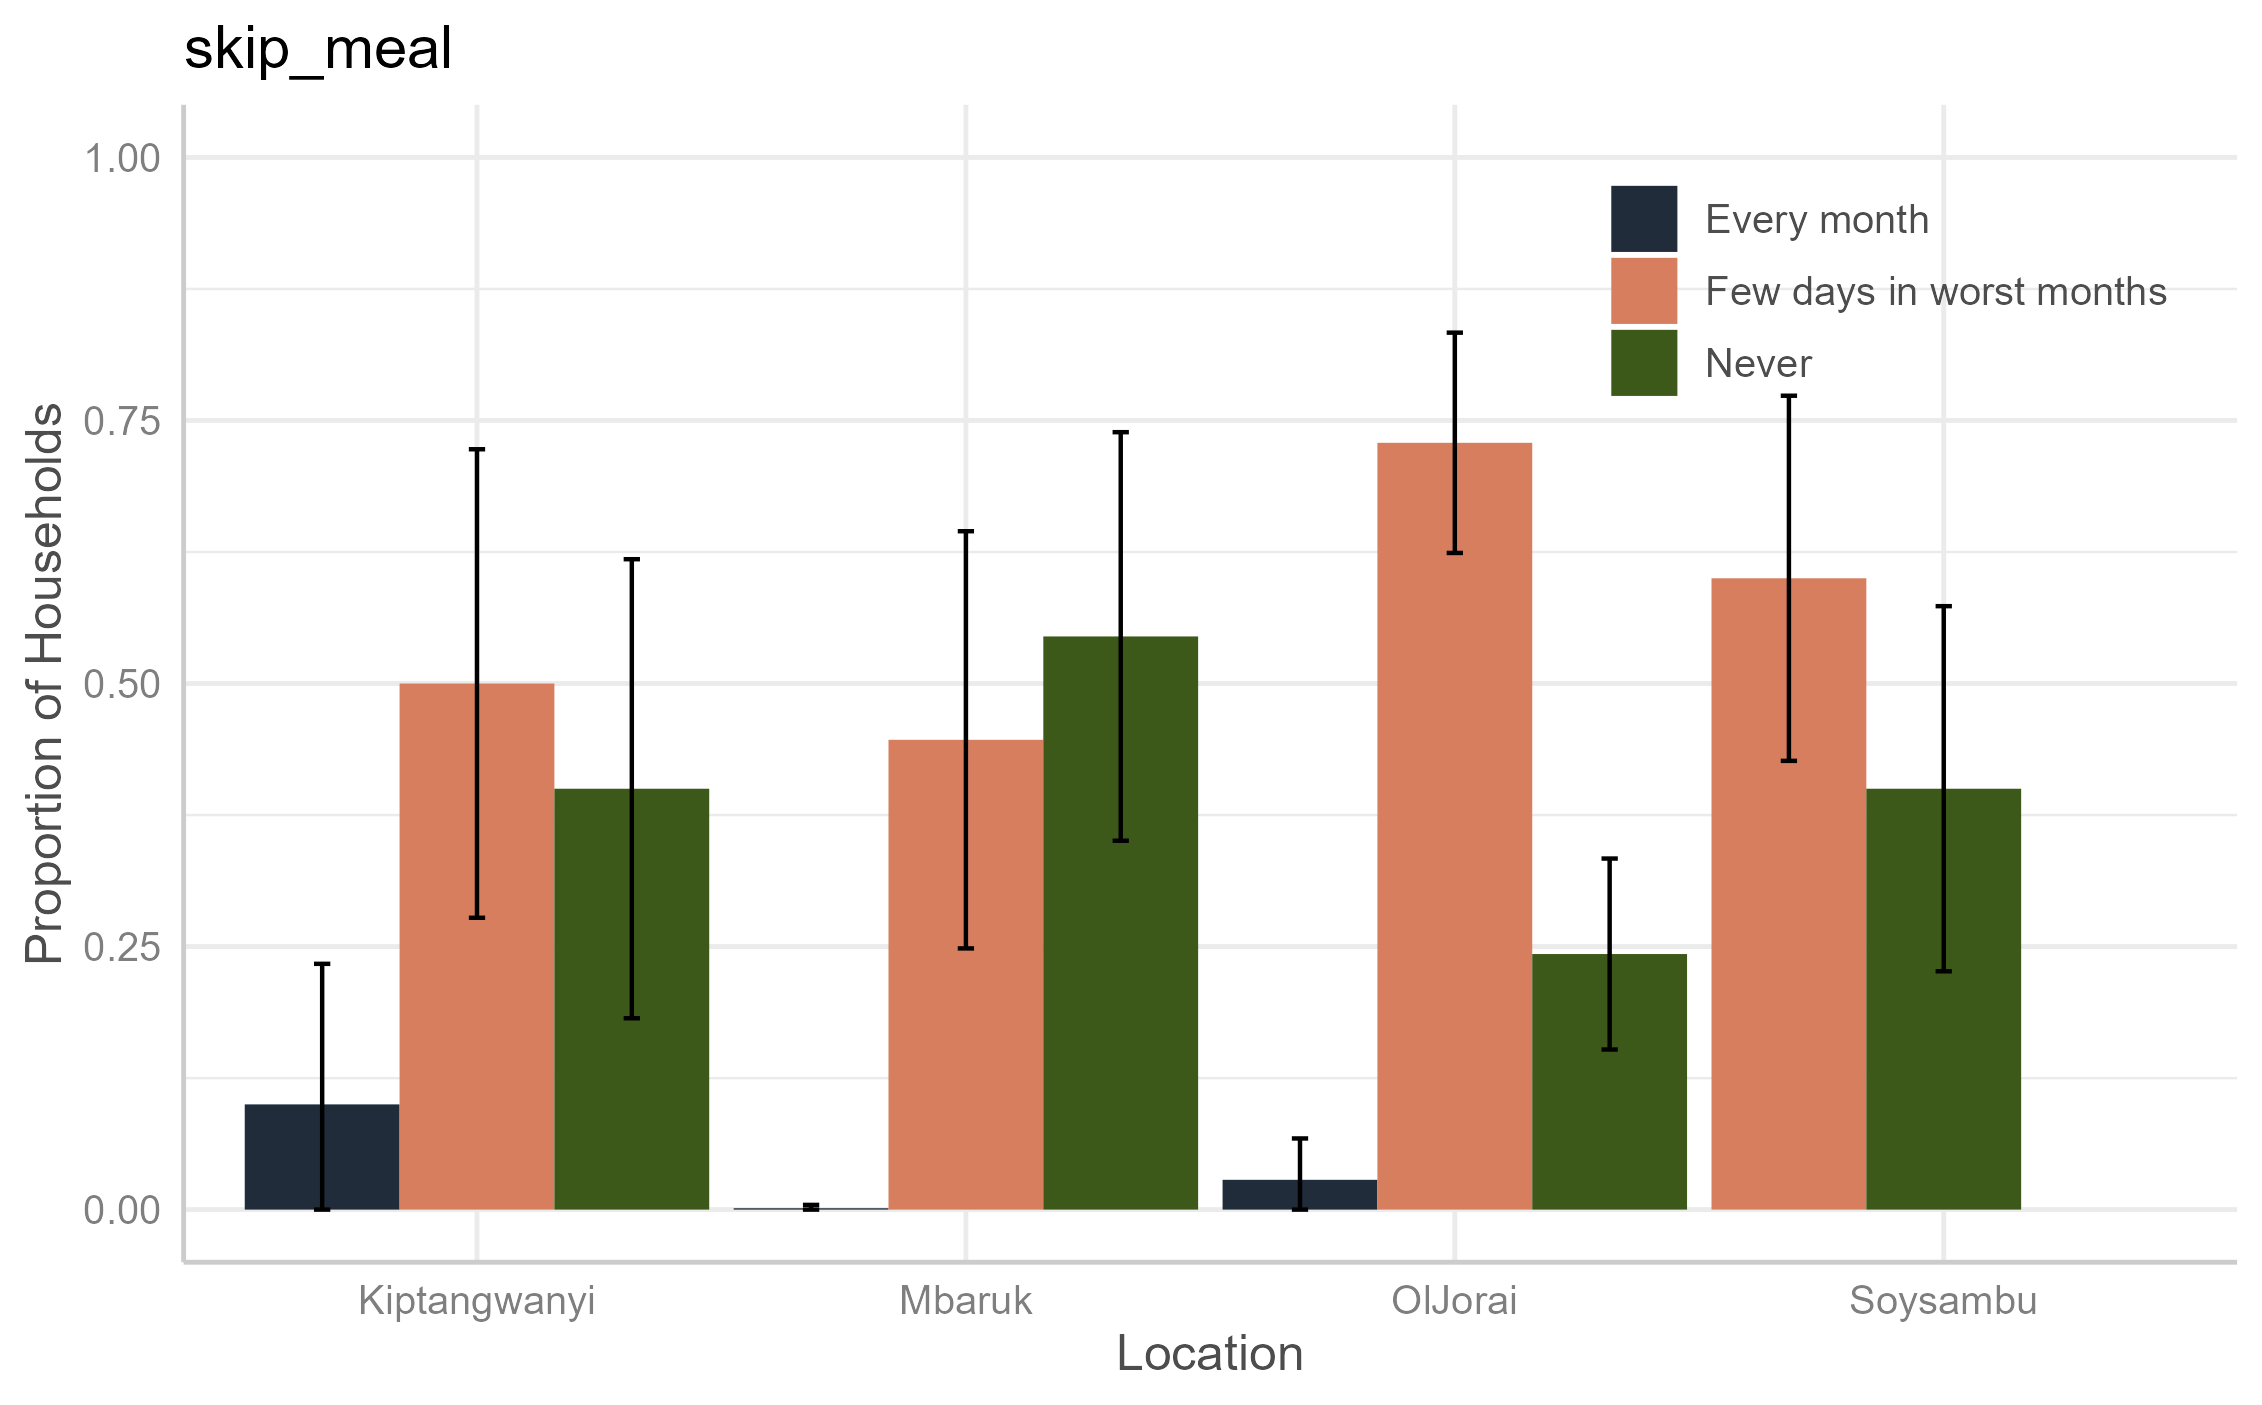 skip_meal
1.00
0.75
0.50
0.25
0.00
Proportion of Households
Every month
Few days in worst months
Never
Kiptangwanyi
Mbaruk
OlJorai
Soysambu
Location